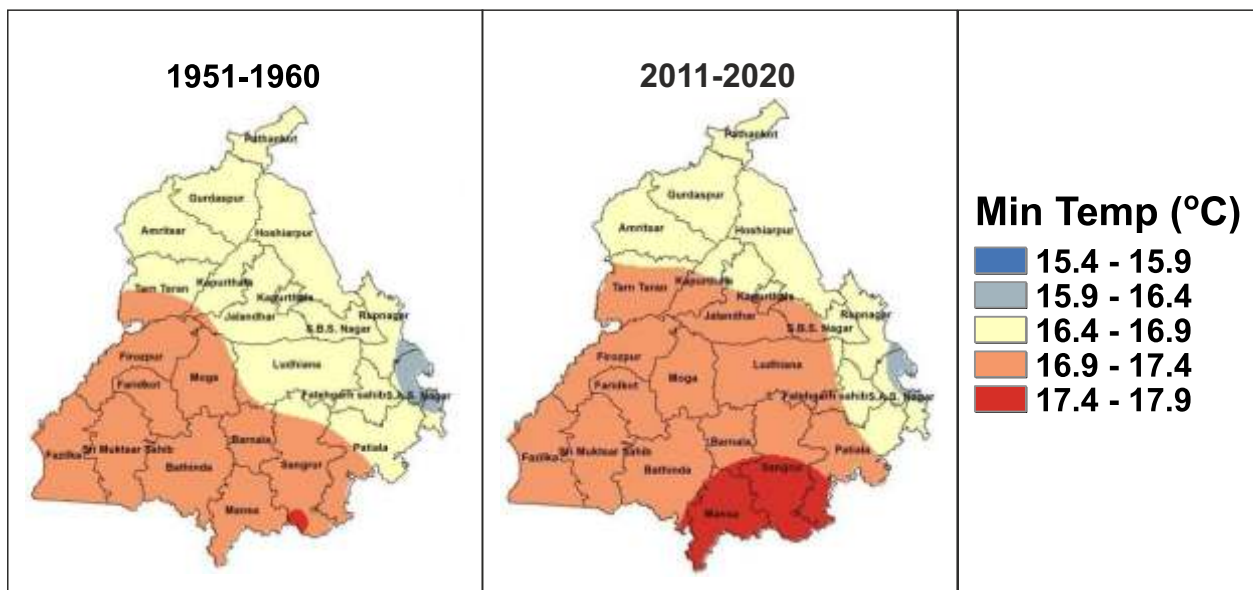 1951-1960
Pathankot
Gurdaspur
Amritsar
Hoshiarpur
Tarn Taran
Kapurthala
Kapurthala
Jalandhar
Rupnagar
S.B.S. Nagar
Firozpur
Ludhiana
Moga
Faridkot
Fatehgarh sahib
S.A.S. Nagar
Barnala
Patiala
Fazilka
Sri Muktsar Sahib
Bathinda
Sangrur
Mansa
2011-2020
Pathankot
Gurdaspur
Amritsar
Hoshiarpur
Tarn Taran
Kapurthala
Kapurthala
Jalandhar
Rupnagar
S.B.S. Nagar
Firozpur
Ludhiana
Moga
Faridkot
Fatehgarh sahib
S.A.S. Nagar
Barnala
Patiala
Fazilka
Sri Muktsar Sahib
Bathinda
Sangrur
Mansa
Min Temp (°C)
15.4 - 15.9
15.9 - 16.4
16.4 - 16.9
16.9 - 17.4
17.4 - 17.9